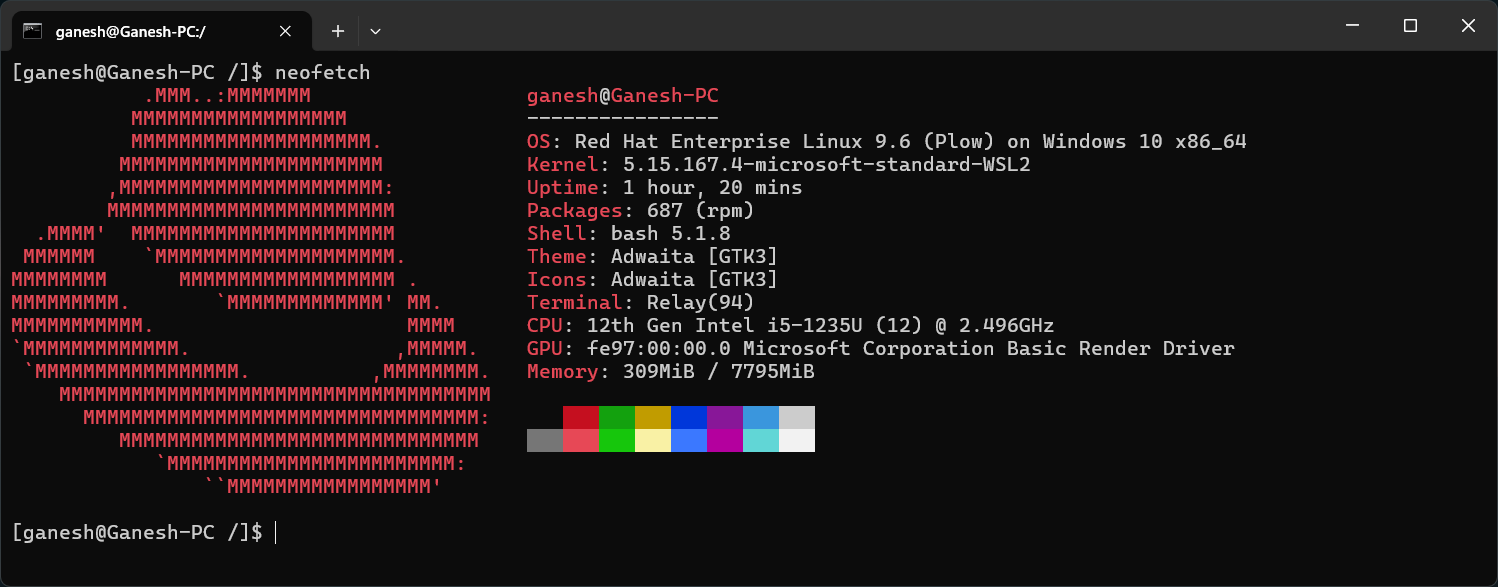 ganesh@Ganesh-PC:/
[ganesh@Ganesh-PC /]$ neofetch
            .MMM..:MMMMMMM                  ganesh@Ganesh-PC
          MMMMMMMMMMMMMMMMMM                ----------------
          MMMMMMMMMMMMMMMMMMMM.             OS: Red Hat Enterprise Linux 9.6 (Plow) on Windows 10 x86_64
         MMMMMMMMMMMMMMMMMMMMMM             Kernel: 5.15.167.4-microsoft-standard-WSL2
        ,MMMMMMMMMMMMMMMMMMMMMM:            Uptime: 1 hour, 20 mins
        MMMMMMMMMMMMMMMMMMMMMMMM            Packages: 687 (rpm)
  .MMMM'  MMMMMMMMMMMMMMMMMMMMMM            Shell: bash 5.1.8
 MMMMMM    `MMMMMMMMMMMMMMMMMMMM.           Theme: Adwaita [GTK3]
MMMMMMMM      MMMMMMMMMMMMMMMMMM .          Icons: Adwaita [GTK3]
MMMMMMMMM.       `MMMMMMMMMMMMM' MM.        Terminal: Relay(94)
MMMMMMMMMMM.                     MMMM       CPU: 12th Gen Intel i5-1235U (12) @ 2.496GHz
`MMMMMMMMMMMMM.                 ,MMMMM.     GPU: fe97:00:00.0 Microsoft Corporation Basic Render Driver
 `MMMMMMMMMMMMMMMMM.          ,MMMMMMMM.    Memory: 309MiB / 7795MiB
    MMMMMMMMMMMMMMMMMMMMMMMMMMMMMMMMMMMM
      MMMMMMMMMMMMMMMMMMMMMMMMMMMMMMMMM:
         MMMMMMMMMMMMMMMMMMMMMMMMMMMMMM
            `MMMMMMMMMMMMMMMMMMMMMMMM:
                ``MMMMMMMMMMMMMMMMM'
[ganesh@Ganesh-PC /]$